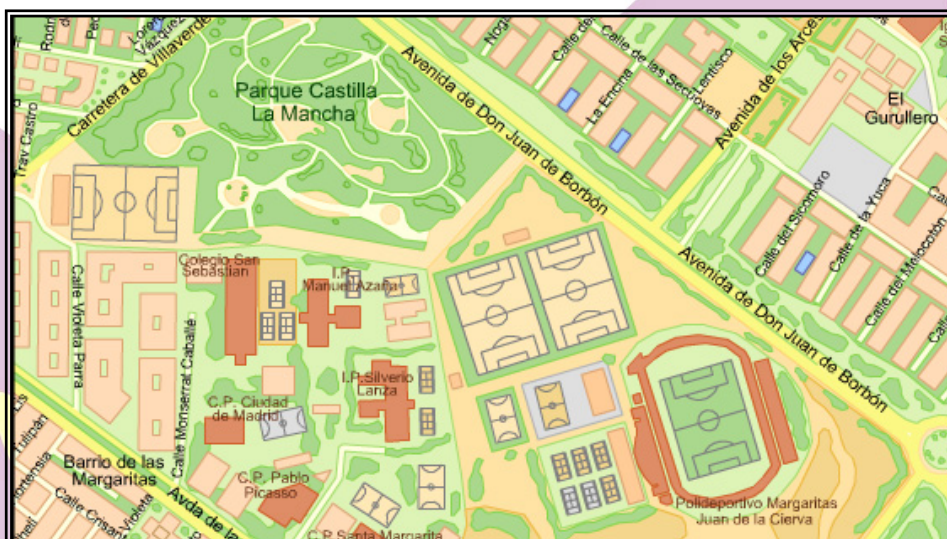 Carretera de Villaverde
Trav Castro
Parque Castilla
La Mancha
Avenida de Don Juan de Borbón
Calle de las Secuoyas
La Encina
Lentisco
Avenida de los Arces
El
Gurullero
Calle del Sicomoro
Calle de la Yuca
Calle del Melocotón
Avenida de Don Juan de Borbón
Colegio San
Sebastian
I.P.
Manuel Azaña
Calle Violeta Parra
Calle Monserrat Caballé
I.P.Silverio
Lanza
C.P. Ciudad
de Madrid
Barrio de las
Margaritas
Tulipán
C.P. Pablo
Picasso
Avda de la
Violeta
Polideportivo Margaritas
Juan de la Cierva
C.P Santa Margarita